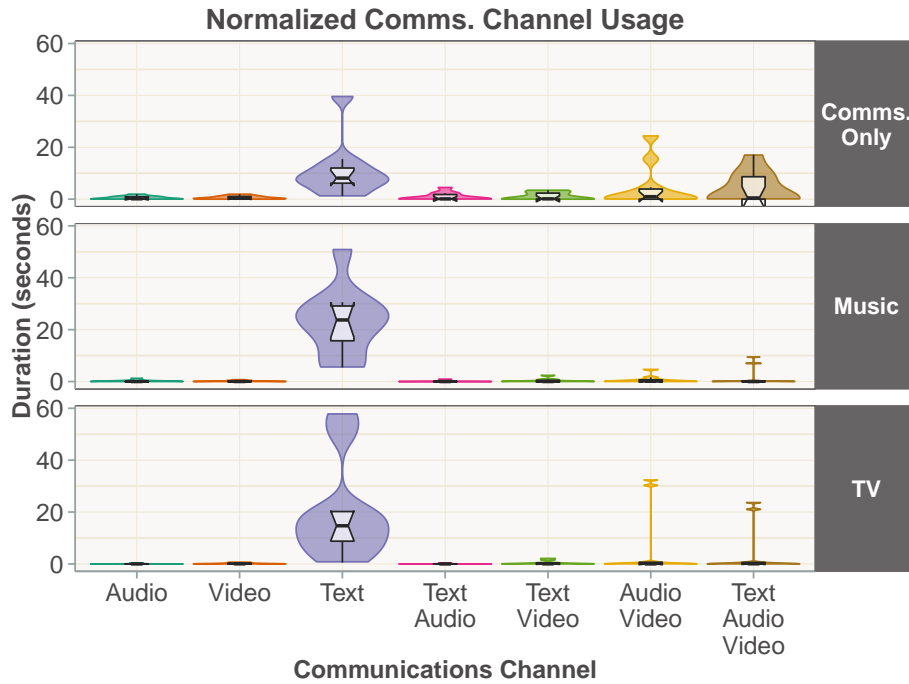 Normalized Comms. Channel Usage
Duration (seconds)
60
40
20
0
Comms.
Only
60
40
20
0
Music
60
40
20
0
TV
Audio
Video
Text
Text
Audio
Text
Video
Audio
Video
Text
Audio
Video
Communications Channel